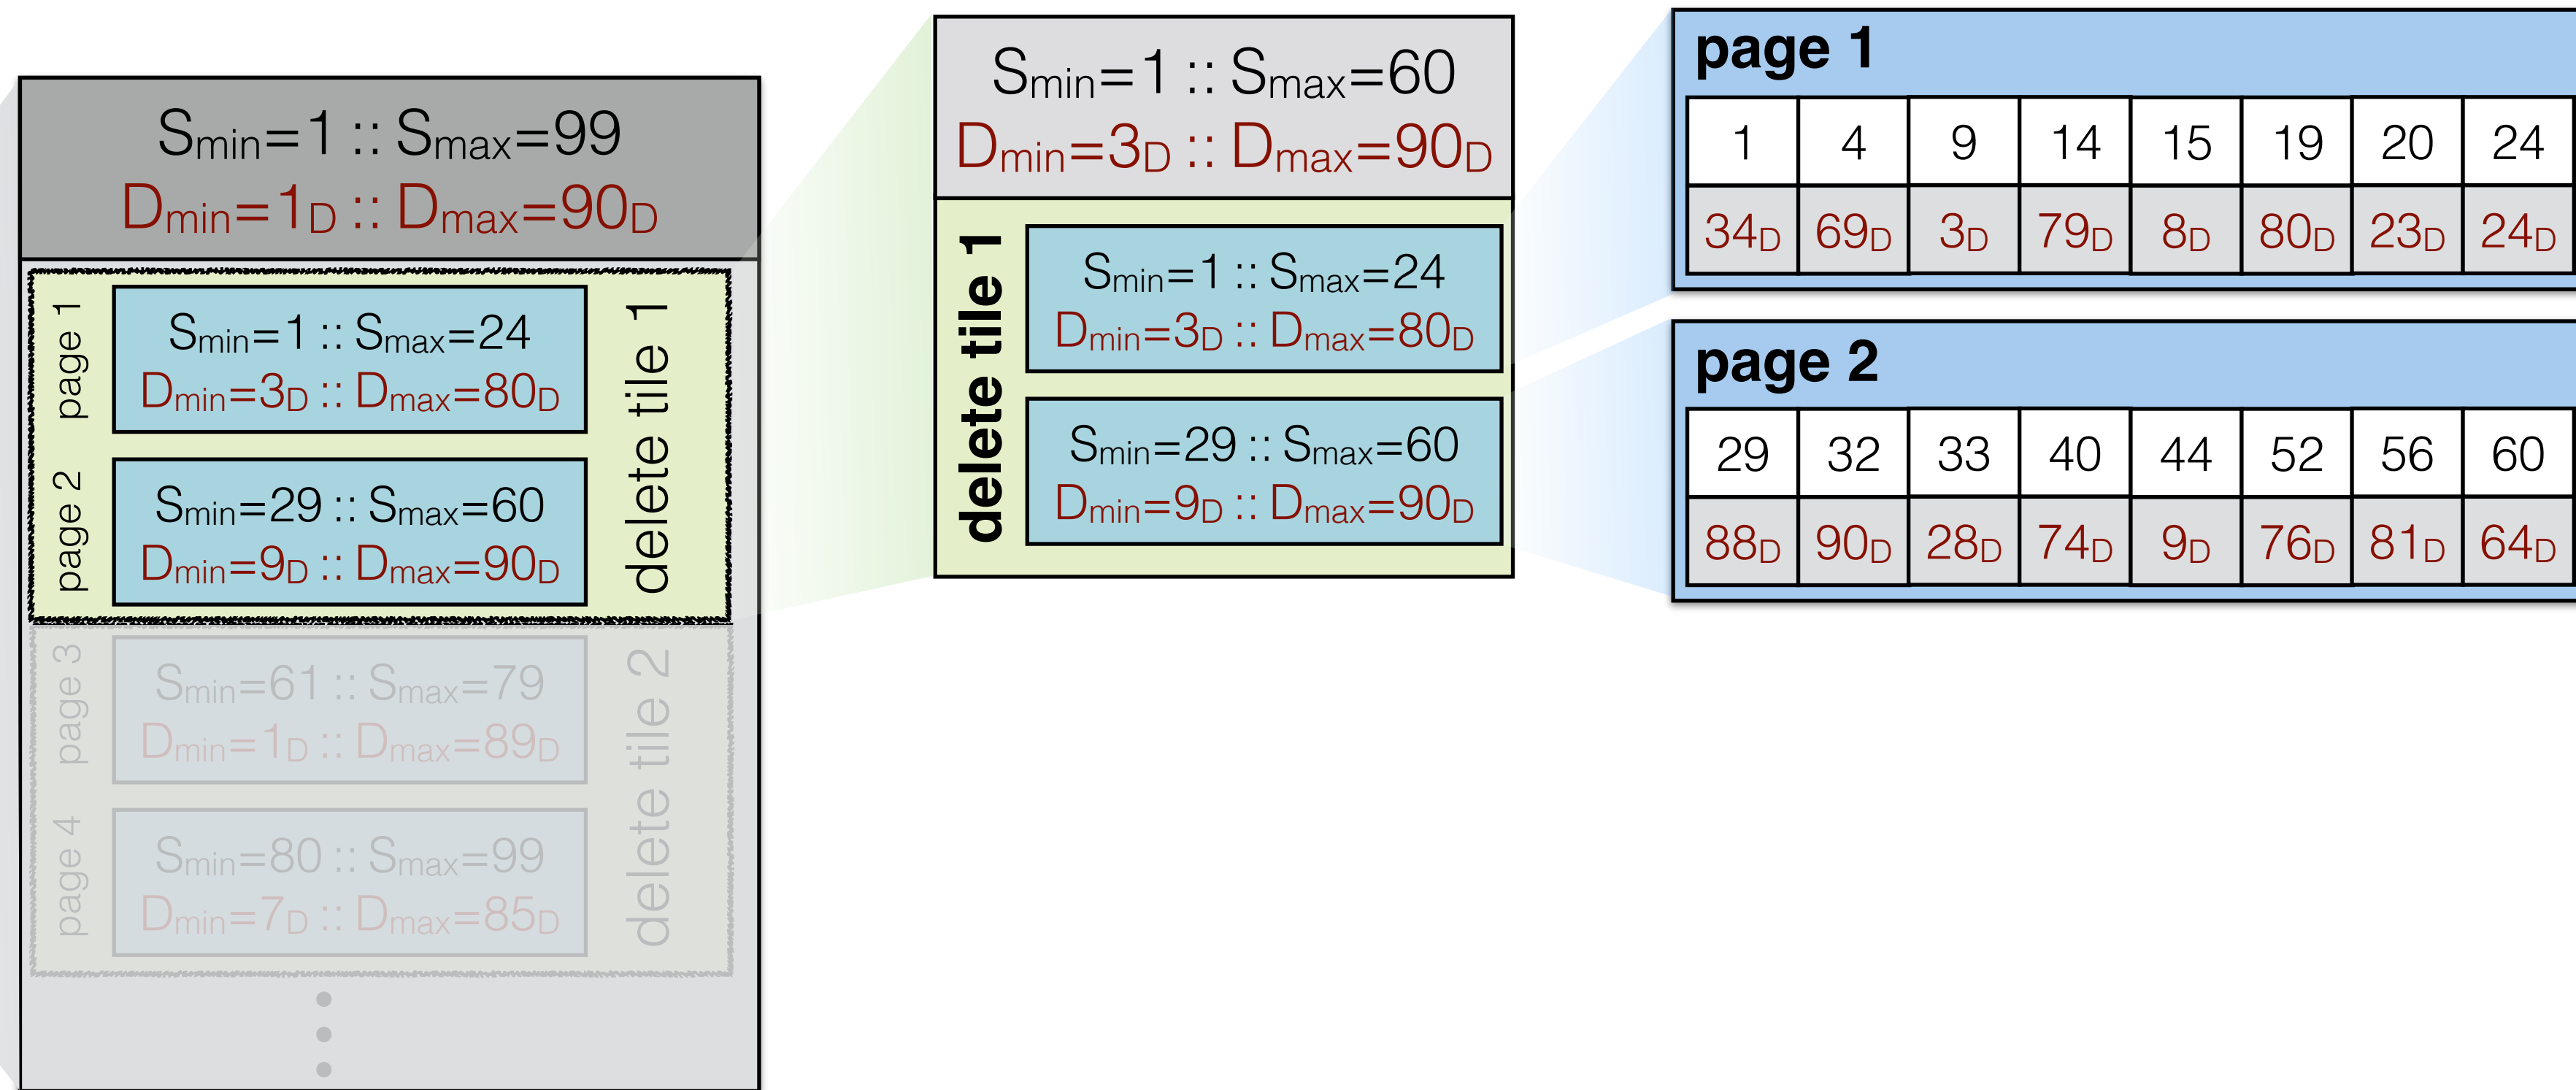 Smin=1 :: Smax=99
Dmin=1D :: Dmax=90D
page 1
Smin=1 :: Smax=24
Dmin=3D :: Dmax=80D
page 2
Smin=29 :: Smax=60
Dmin=9D :: Dmax=90D
delete tile 1
page 3
Smin=61 :: Smax=79
Dmin=1D :: Dmax=89D
page 4
Smin=80 :: Smax=99
Dmin=7D :: Dmax=85D
delete tile 2
Smin=1 :: Smax=60
Dmin=3D :: Dmax=90D
delete tile 1
Smin=1 :: Smax=24
Dmin=3D :: Dmax=80D
Smin=29 :: Smax=60
Dmin=9D :: Dmax=90D
page 1
1 4 9 14 15 19 20 24
34D 69D 3D 79D 8D 80D 23D 24D
page 2
29 32 33 40 44 52 56 60
88D 90D 28D 74D 9D 76D 81D 64D